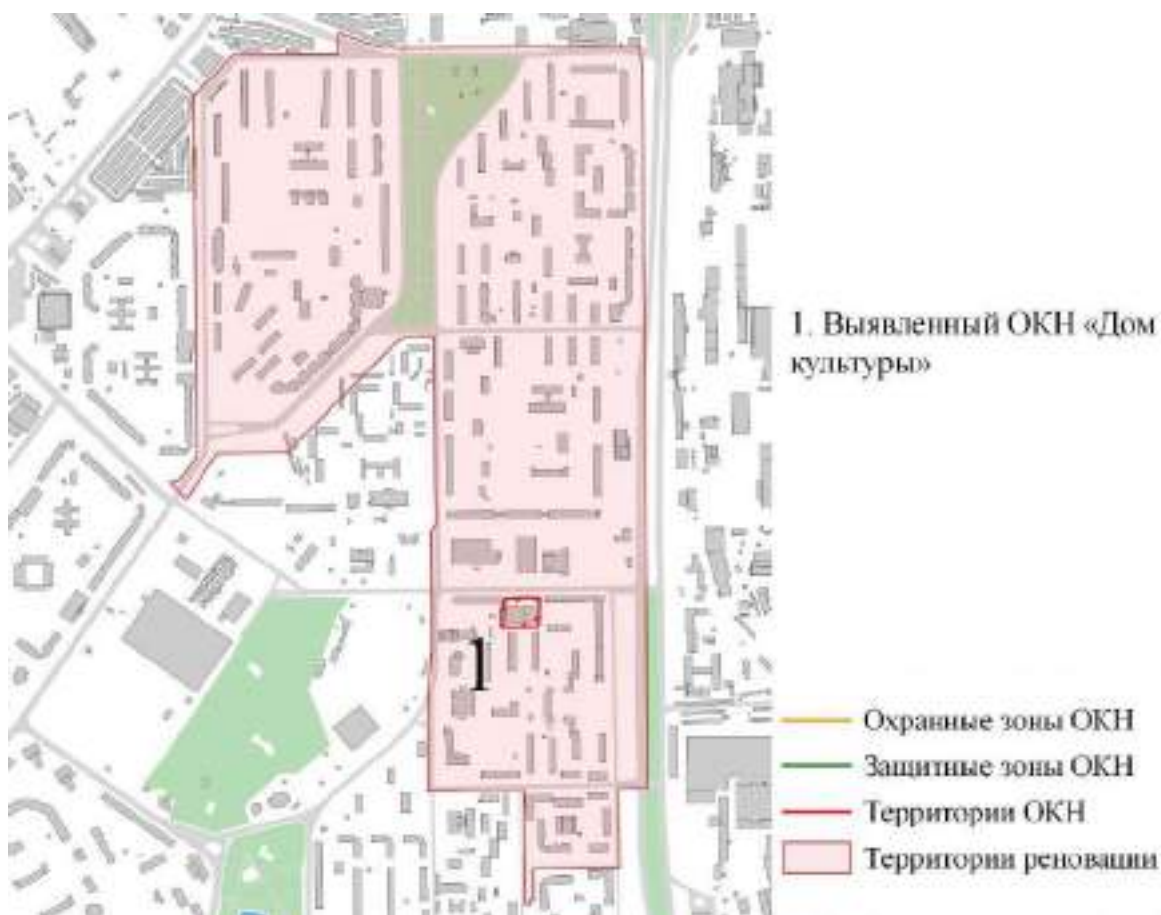 1. Выявленный ОКН «Дом
культуры»
1
Охранные зоны ОКН
Защитные зоны ОКН
Территории ОКН
Территории реновации